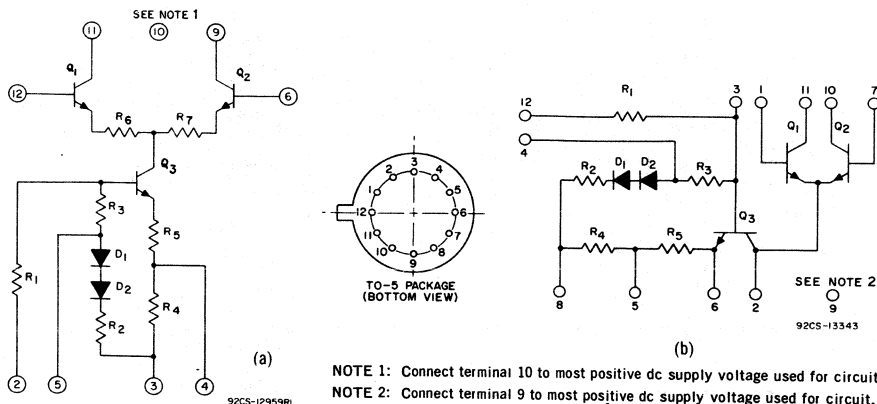 SEE NOTE 1
11
10
9
Q1
Q2
12
6
R6
R7
Q3
R3
R5
D1
R1
D2
R4
R2
(a)
2
5
3
4
92CS-12959R1
3
2
4
1
5
12
6
11
7
10
8
9
TO-5 PACKAGE
(BOTTOM VIEW)
R1
3
1
11
10
7
12
4
Q1
Q2
R2
D1
D2
R3
Q3
R4
R5
8
5
6
2
SEE NOTE 2
9
92CS-13343
(b)
NOTE 1: Connect terminal 10 to most positive dc supply voltage used for circuit
NOTE 2: Connect terminal 9 to most positive dc supply voltage used for circuit.